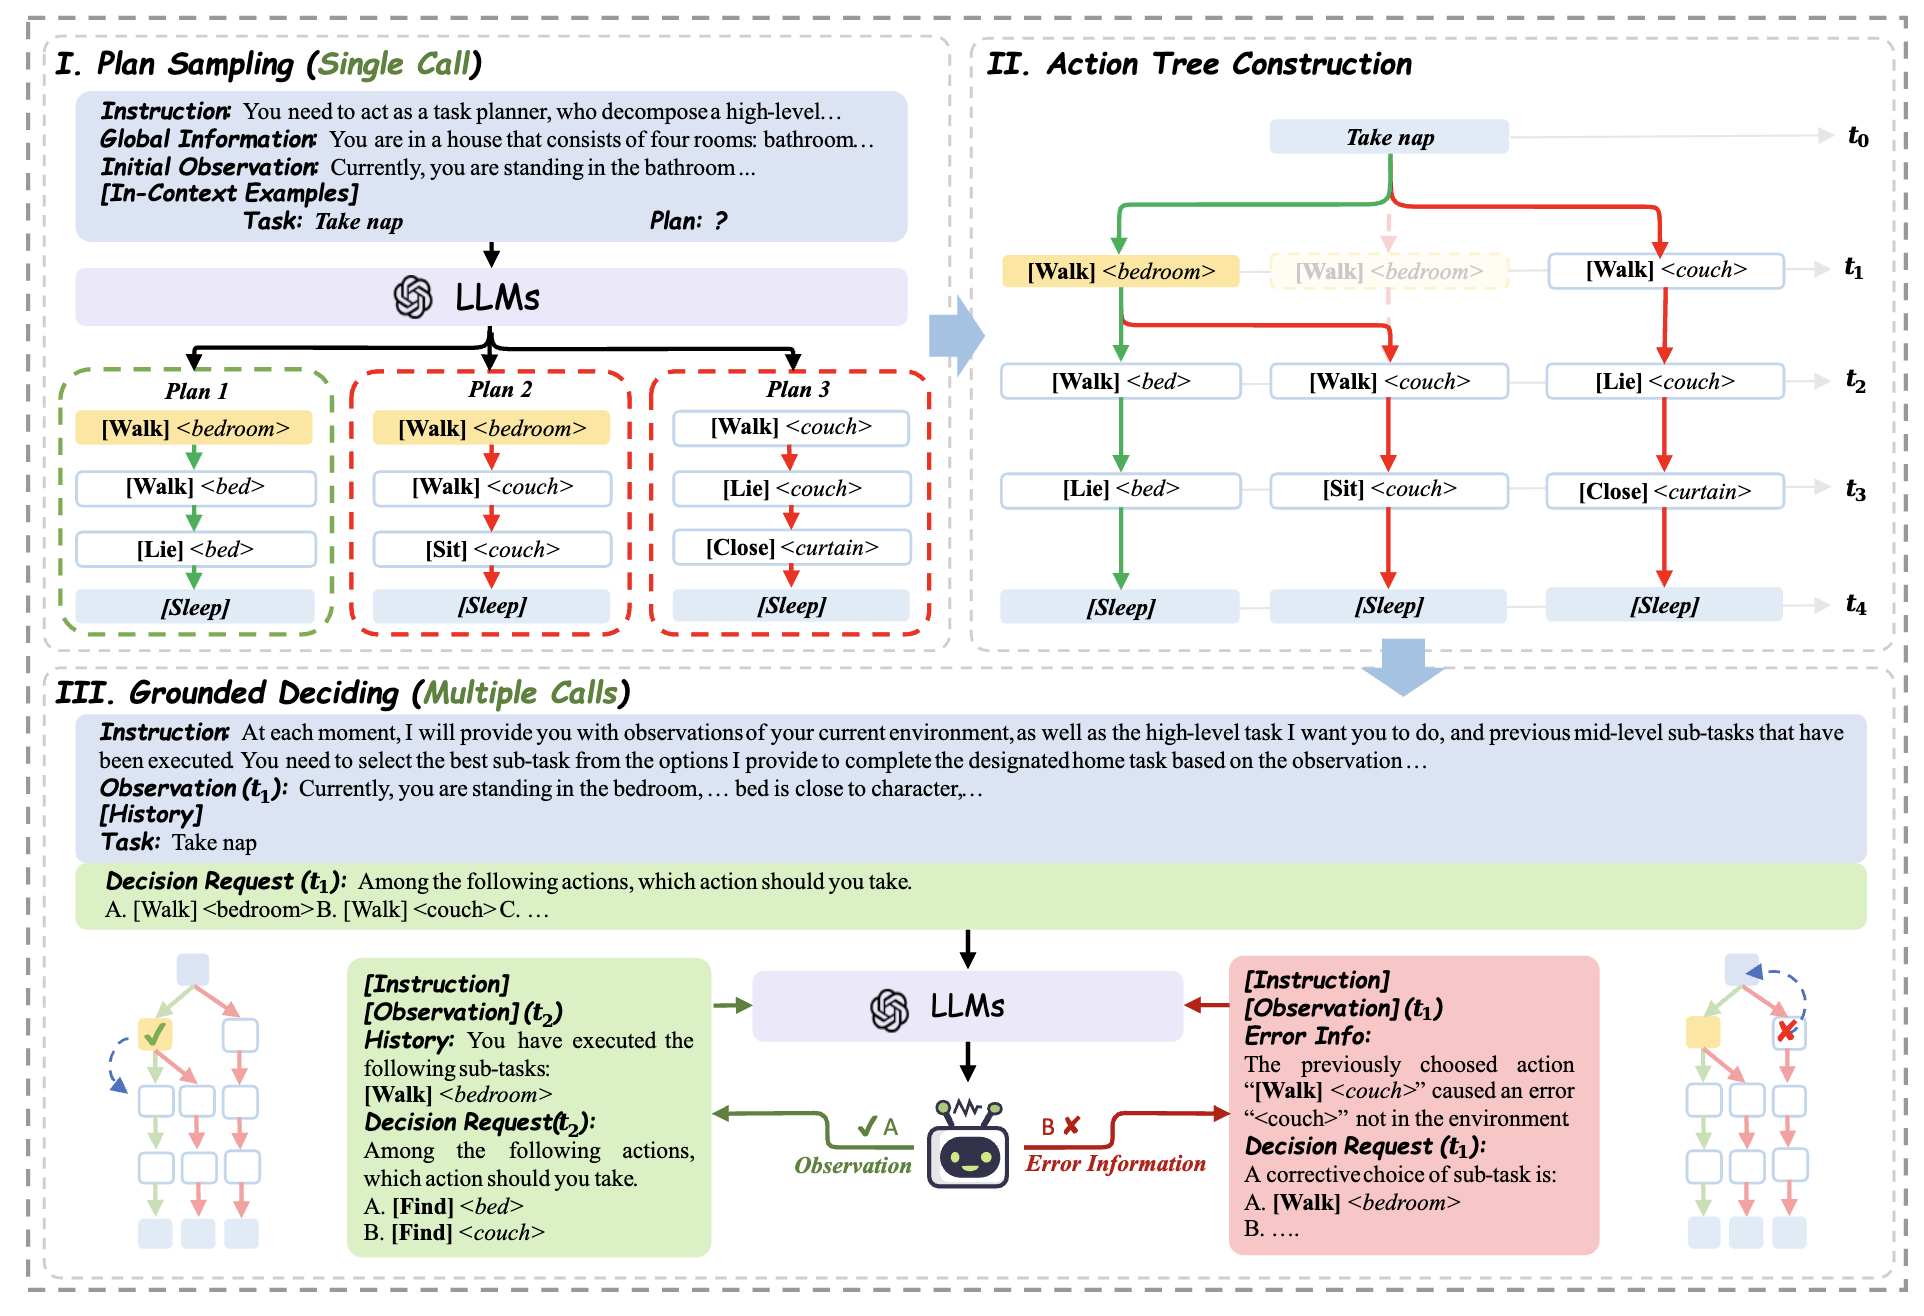 I. Plan Sampling (Single Call)
Instruction: You need to act as a task planner, who decompose a high-level…
Global Information: You are in a house that consists of four rooms: bathroom…
Initial Observation: Currently, you are standing in the bathroom ...
[In-Context Examples]
Task: Take nap Plan: ?
LLMs
Plan 1
[Walk] <bedroom>
[Walk] <bed>
[Lie] <bed>
[Sleep]
Plan 2
[Walk] <bedroom>
[Walk] <couch>
[Sit] <couch>
[Sleep]
Plan 3
[Walk] <couch>
[Lie] <couch>
[Close] <curtain>
[Sleep]
II. Action Tree Construction
Take nap t0
[Walk] <bedroom> [Walk] <bedroom> [Walk] <couch> t1
[Walk] <bed> [Walk] <couch> [Lie] <couch> t2
[Lie] <bed> [Sit] <couch> [Close] <curtain> t3
[Sleep] [Sleep] [Sleep] t4
III. Grounded Deciding (Multiple Calls)
Instruction: At each moment, I will provide you with observations of your current environment, as well as the high-level task I want you to do, and previous mid-level sub-tasks that have
been executed. You need to select the best sub-task from the options I provide to complete the designated home task based on the observation …
Observation (t1): Currently, you are standing in the bedroom, … bed is close to character,…
[History]
Task: Take nap
Decision Request (t1): Among the following actions, which action should you take.
A. [Walk] <bedroom> B. [Walk] <couch> C. …
[Instruction]
[Observation] (t2)
History: You have executed the
following sub-tasks:
[Walk] <bedroom>
Decision Request(t2):
Among the following actions,
which action should you take.
A. [Find] <bed>
B. [Find] <couch>
LLMs
✔ A
Observation
B ✘
Error Information
[Instruction]
[Observation] (t1)
Error Info:
The previously choosed action
“[Walk] <couch>” caused an error
“<couch>” not in the environment
Decision Request (t1):
A corrective choice of sub-task is:
A. [Walk] <bedroom>
B. ….